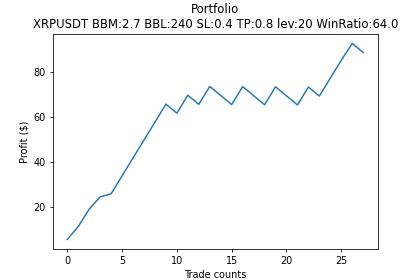 Portfolio
XRPUSDT BBM:2.7 BBL:240 SL:0.4 TP:0.8 lev:20 WinRatio:64.0
80
60
40
20
Profit ($)
0 5 10 15 20 25
Trade counts